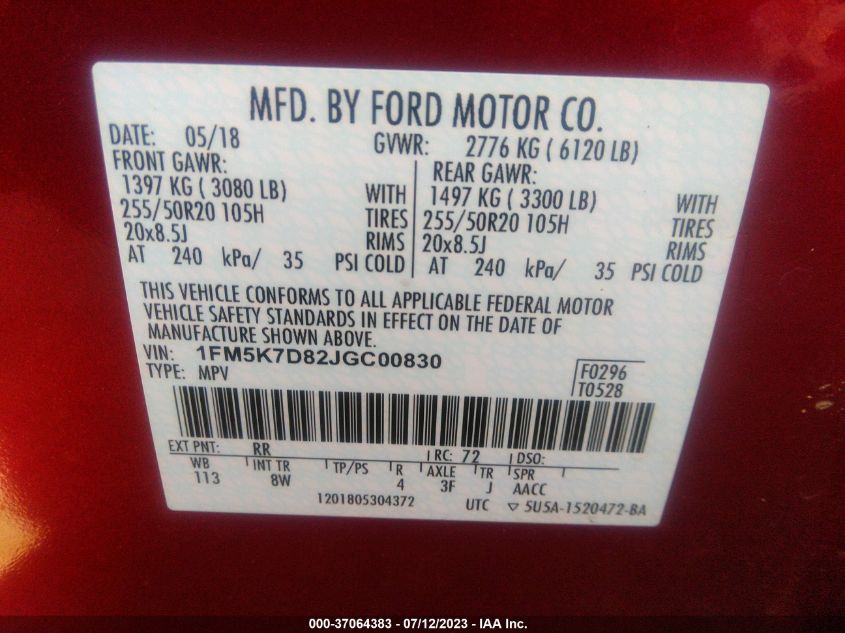 MFD. BY FORD MOTOR CO.
DATE: 05/18 GVWR: 2776 KG ( 6120 LB)
FRONT GAWR: REAR GAWR:
1397 KG ( 3080 LB) WITH 1497 KG ( 3300 LB) WITH
255/50R20 105H TIRES 255/50R20 105H TIRES
20x8.5J RIMS 20x8.5J RIMS
AT 240 kPa/ 35 PSI COLD AT 240 kPa/ 35 PSI COLD
THIS VEHICLE CONFORMS TO ALL APPLICABLE FEDERAL MOTOR
VEHICLE SAFETY STANDARDS IN EFFECT ON THE DATE OF
MANUFACTURE SHOWN ABOVE.
VIN: 1FM5K7D82JGC00830
TYPE: MPV F0296
T0528
EXT PNT: RR RC: 72 DSO:
WB INT TR TP/PS R AXLE TR SPR
113 8W 4 3F J AACC
1201805304372 UTC ▽ 5U5A-1520472-BA
000-37064383 - 07/12/2023 - IAA Inc.